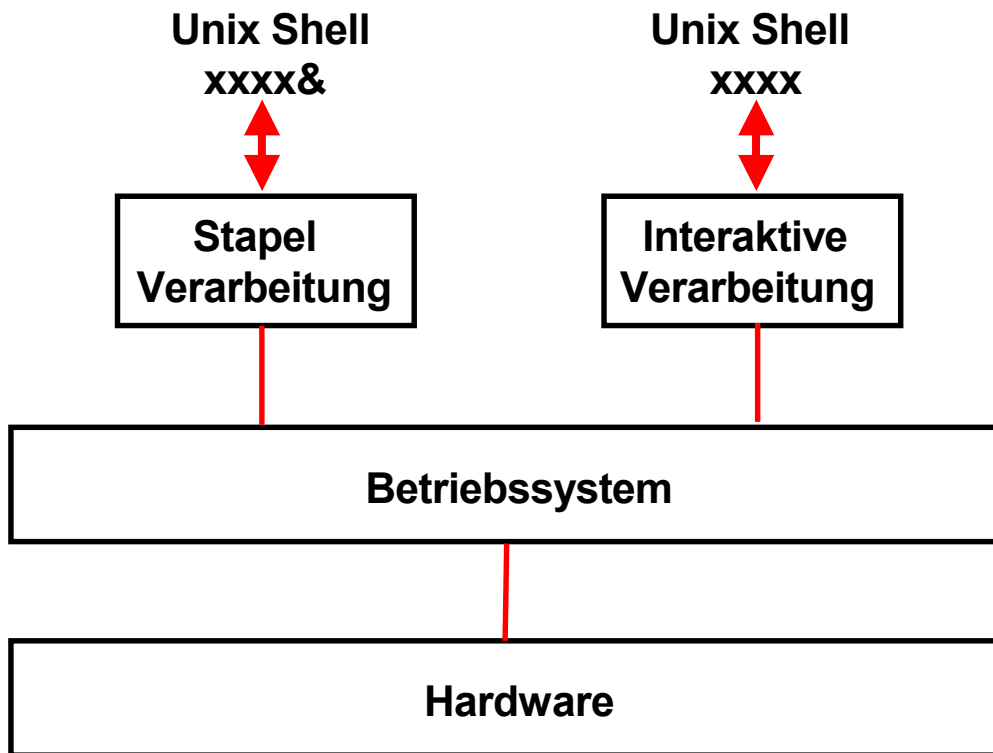 Unix Shell
xxxx&
Unix Shell
xxxx
Stapel
Verarbeitung
Interaktive
Verarbeitung
Betriebssystem
Hardware